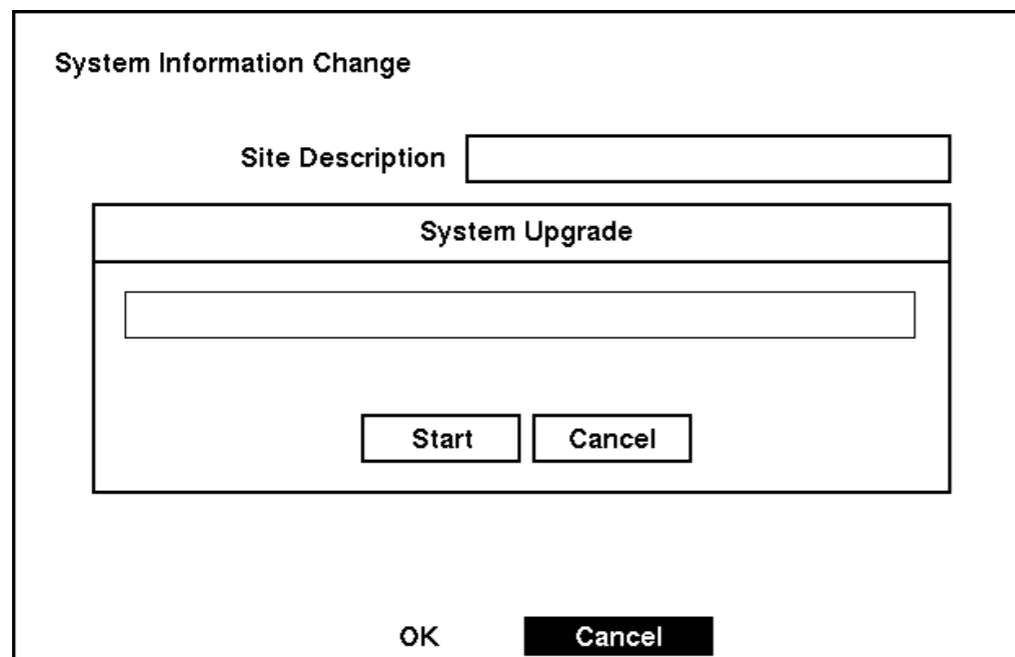 System Information Change
Site Description
System Upgrade
Start Cancel
OK Cancel